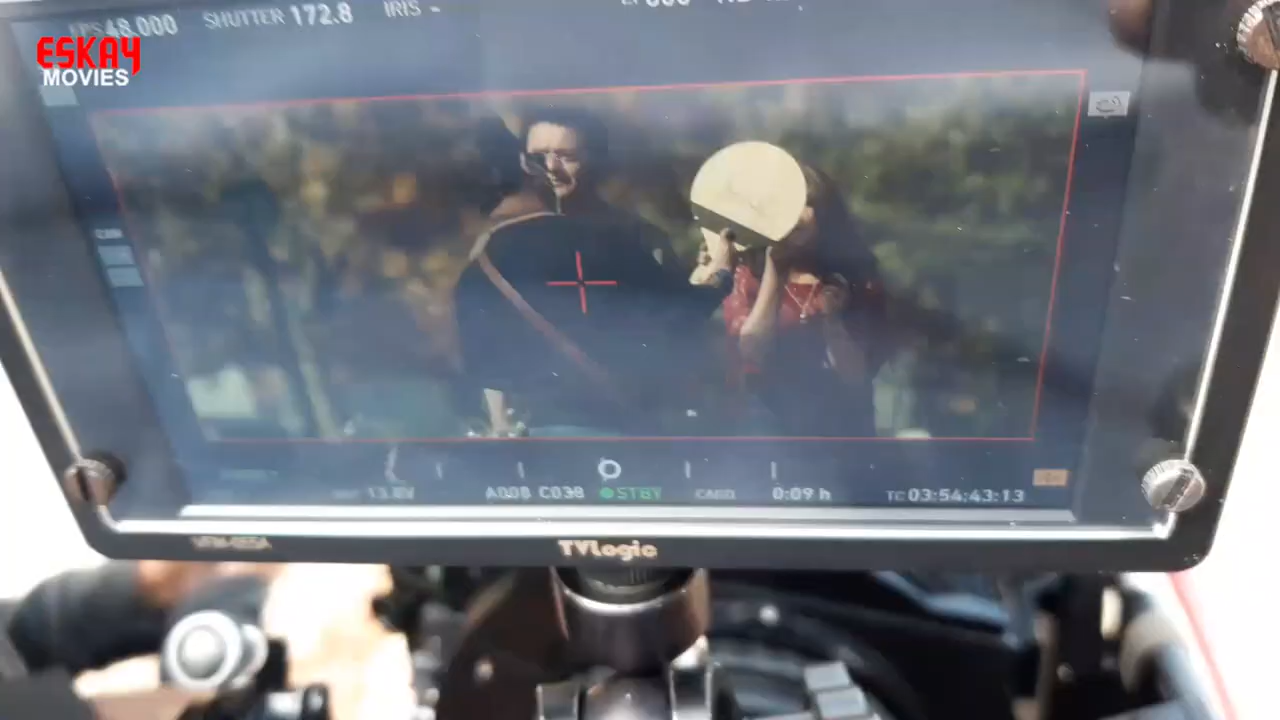 FPS 48.000 SHUTTER 172.8 IRIS -
ESKAY
MOVIES
A008 C038 STBY CARD 0:09 h TC 03:54:43:13
TVLogic